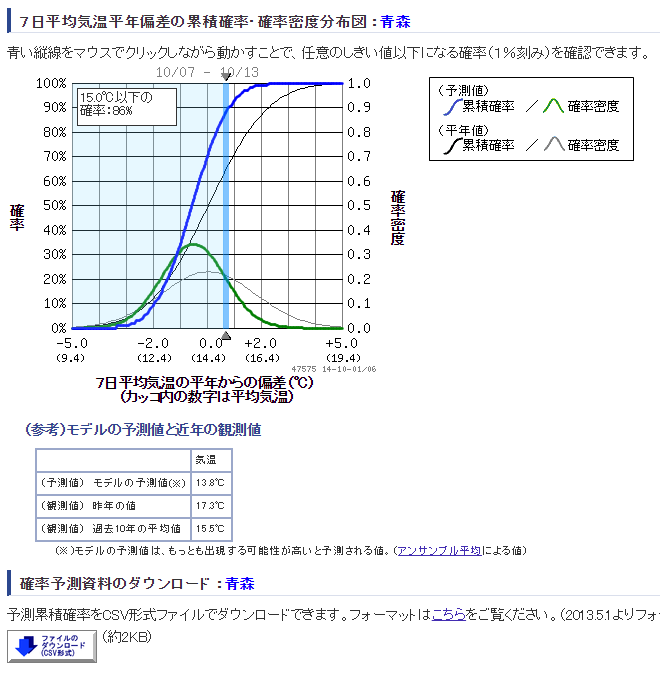 7日平均気温平年偏差の累積確率・確率密度分布図：青森
青い縦線をマウスでクリックしながら動かすことで、任意のしきい値以下になる確率（1％刻み）を確認できます。
10/07 - 10/13
15.0℃以下の
確率：86%
100%
90%
80%
70%
60%
50%
40%
30%
20%
10%
0%
1.0
0.9
0.8
0.7
0.6
0.5
0.4
0.3
0.2
0.1
0.0
確率
確率密度
（予測値）
累積確率 ／ 確率密度
（平年値）
累積確率 ／ 確率密度
-5.0 -2.0 0.0 +2.0 +5.0
(9.4) (12.4) (14.4) (16.4) (19.4)
47575 14-10-01/06
7日平均気温の平年からの偏差（℃）
（カッコ内の数字は平均気温）
（参考）モデルの予測値と近年の観測値
気温
（予測値） モデルの予測値(※) 13.8℃
（観測値） 昨年の値 17.3℃
（観測値） 過去10年の平均値 15.5℃
（※）モデルの予測値は、もっとも出現する可能性が高いと予測される値。（アンサンブル平均による値）
確率予測資料のダウンロード：青森
予測累積確率をCSV形式ファイルでダウンロードできます。フォーマットはこちらをご覧ください。（2013.5.1よりフォー
ファイルの
ダウンロード
(CSV形式)
(約2KB)